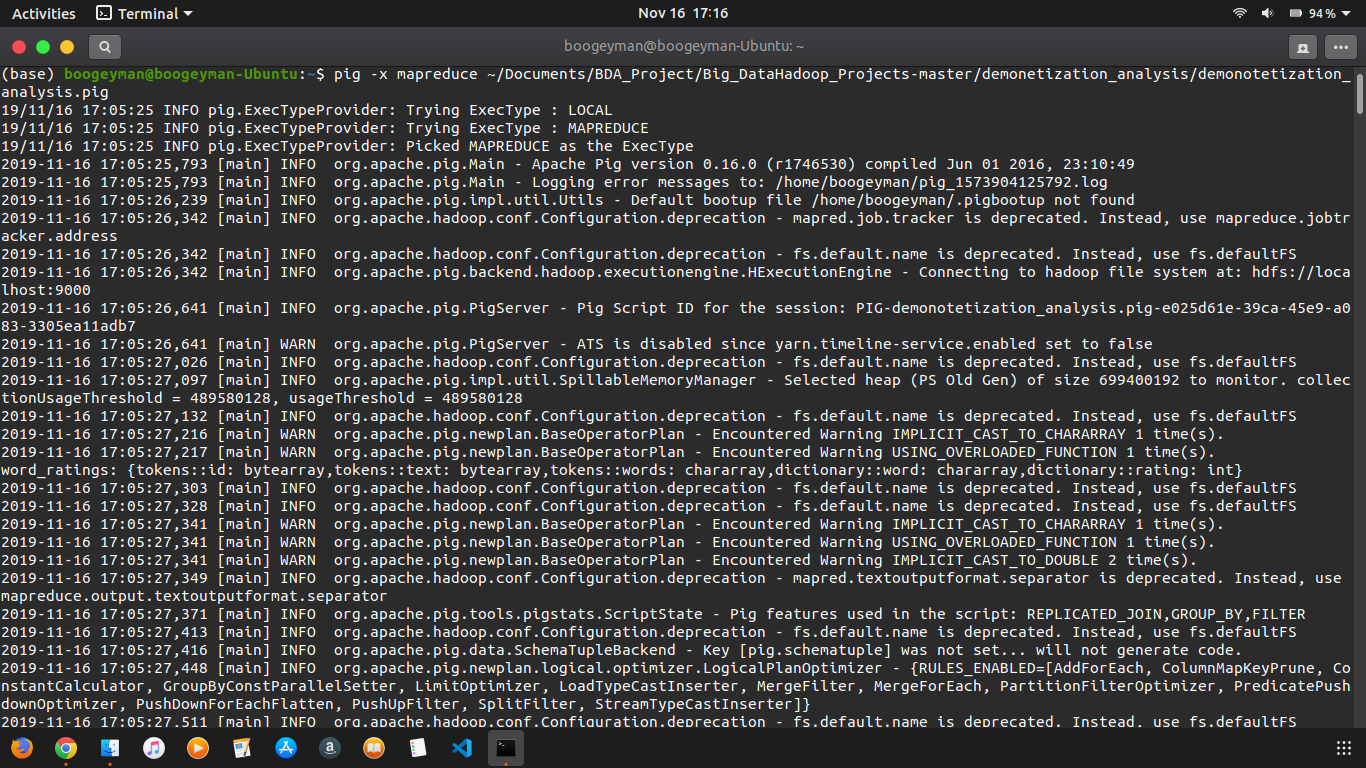 Activities Terminal Nov 16 17:16 94%
boogeyman@boogeyman-Ubuntu: ~
(base) boogeyman@boogeyman-Ubuntu:~$ pig -x mapreduce ~/Documents/BDA_Project/Big_DataHadoop_Projects-master/demonetization_analysis/demonotetization_
analysis.pig
19/11/16 17:05:25 INFO pig.ExecTypeProvider: Trying ExecType : LOCAL
19/11/16 17:05:25 INFO pig.ExecTypeProvider: Trying ExecType : MAPREDUCE
19/11/16 17:05:25 INFO pig.ExecTypeProvider: Picked MAPREDUCE as the ExecType
2019-11-16 17:05:25,793 [main] INFO  org.apache.pig.Main - Apache Pig version 0.16.0 (r1746530) compiled Jun 01 2016, 23:10:49
2019-11-16 17:05:25,793 [main] INFO  org.apache.pig.Main - Logging error messages to: /home/boogeyman/pig_1573904125792.log
2019-11-16 17:05:26,239 [main] INFO  org.apache.pig.impl.util.Utils - Default bootup file /home/boogeyman/.pigbootup not found
2019-11-16 17:05:26,342 [main] INFO  org.apache.hadoop.conf.Configuration.deprecation - mapred.job.tracker is deprecated. Instead, use mapreduce.jobt
racker.address
2019-11-16 17:05:26,342 [main] INFO  org.apache.hadoop.conf.Configuration.deprecation - fs.default.name is deprecated. Instead, use fs.defaultFS
2019-11-16 17:05:26,342 [main] INFO  org.apache.pig.backend.hadoop.executionengine.HExecutionEngine - Connecting to hadoop file system at: hdfs://loca
lhost:9000
2019-11-16 17:05:26,641 [main] INFO  org.apache.pig.PigServer - Pig Script ID for the session: PIG-demonotetization_analysis.pig-e025d61e-39ca-45e9-a0
83-3305ea11adb7
2019-11-16 17:05:26,641 [main] WARN  org.apache.pig.PigServer - ATS is disabled since yarn.timeline-service.enabled set to false
2019-11-16 17:05:27,026 [main] INFO  org.apache.hadoop.conf.Configuration.deprecation - fs.default.name is deprecated. Instead, use fs.defaultFS
2019-11-16 17:05:27,097 [main] INFO  org.apache.pig.impl.util.SpillableMemoryManager - Selected heap (PS Old Gen) of size 699400192 to monitor. collec
tionUsageThreshold = 489580128, usageThreshold = 489580128
2019-11-16 17:05:27,132 [main] INFO  org.apache.hadoop.conf.Configuration.deprecation - fs.default.name is deprecated. Instead, use fs.defaultFS
2019-11-16 17:05:27,216 [main] WARN  org.apache.pig.newplan.BaseOperatorPlan - Encountered Warning IMPLICIT_CAST_TO_CHARARRAY 1 time(s).
2019-11-16 17:05:27,217 [main] WARN  org.apache.pig.newplan.BaseOperatorPlan - Encountered Warning USING_OVERLOADED_FUNCTION 1 time(s).
word_ratings: {tokens::id: bytearray,tokens::text: bytearray,tokens::words: chararray,dictionary::word: chararray,dictionary::rating: int}
2019-11-16 17:05:27,303 [main] INFO  org.apache.hadoop.conf.Configuration.deprecation - fs.default.name is deprecated. Instead, use fs.defaultFS
2019-11-16 17:05:27,328 [main] INFO  org.apache.hadoop.conf.Configuration.deprecation - fs.default.name is deprecated. Instead, use fs.defaultFS
2019-11-16 17:05:27,341 [main] WARN  org.apache.pig.newplan.BaseOperatorPlan - Encountered Warning IMPLICIT_CAST_TO_CHARARRAY 1 time(s).
2019-11-16 17:05:27,341 [main] WARN  org.apache.pig.newplan.BaseOperatorPlan - Encountered Warning USING_OVERLOADED_FUNCTION 1 time(s).
2019-11-16 17:05:27,341 [main] WARN  org.apache.pig.newplan.BaseOperatorPlan - Encountered Warning IMPLICIT_CAST_TO_DOUBLE 2 time(s).
2019-11-16 17:05:27,349 [main] INFO  org.apache.hadoop.conf.Configuration.deprecation - mapred.textoutputformat.separator is deprecated. Instead, use
mapreduce.output.textoutputformat.separator
2019-11-16 17:05:27,371 [main] INFO  org.apache.pig.tools.pigstats.ScriptState - Pig features used in the script: REPLICATED_JOIN,GROUP_BY,FILTER
2019-11-16 17:05:27,413 [main] INFO  org.apache.hadoop.conf.Configuration.deprecation - fs.default.name is deprecated. Instead, use fs.defaultFS
2019-11-16 17:05:27,416 [main] INFO  org.apache.pig.data.SchemaTupleBackend - Key [pig.schematuple] was not set... will not generate code.
2019-11-16 17:05:27,448 [main] INFO  org.apache.pig.newplan.logical.optimizer.LogicalPlanOptimizer - {RULES_ENABLED=[AddForEach, ColumnMapKeyPrune, Co
nstantCalculator, GroupByConstParallelSetter, LimitOptimizer, LoadTypeCastInserter, MergeFilter, MergeForEach, PartitionFilterOptimizer, PredicatePush
downOptimizer, PushDownForEachFlatten, PushUpFilter, SplitFilter, StreamTypeCastInserter]}
2019-11-16 17:05:27,511 [main] INFO  org.apache.hadoop.conf.Configuration.deprecation - fs.default.name is deprecated. Instead, use fs.defaultFS